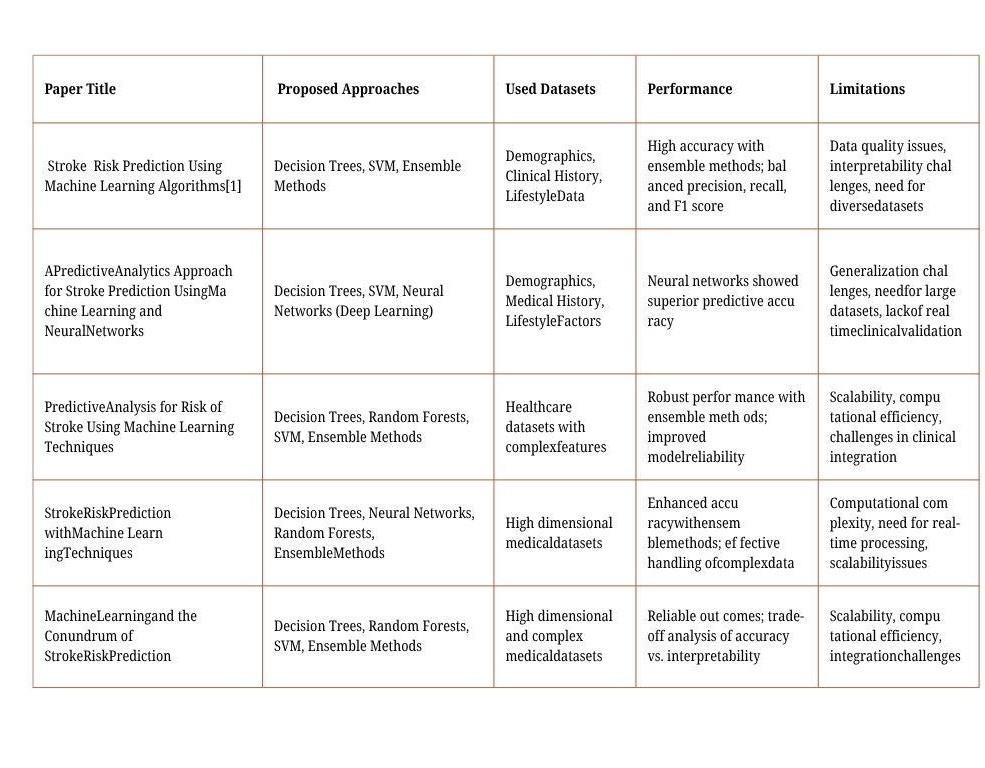 Paper Title
Proposed Approaches
Used Datasets
Performance
Limitations
Stroke Risk Prediction Using
Machine Learning Algorithms[1]
Decision Trees, SVM, Ensemble
Methods
Demographics,
Clinical History,
LifestyleData
High accuracy with
ensemble methods; bal
anced precision, recall,
and F1 score
Data quality issues,
interpretability chal
lenges, need for
diversedatasets
APredictiveAnalytics Approach
for Stroke Prediction UsingMa
chine Learning and
NeuralNetworks
Decision Trees, SVM, Neural
Networks (Deep Learning)
Demographics,
Medical History,
LifestyleFactors
Neural networks showed
superior predictive accu
racy
Generalization chal
lenges, needfor large
datasets, lackof real
timeclinicalvalidation
PredictiveAnalysis for Risk of
Stroke Using Machine Learning
Techniques
Decision Trees, Random Forests,
SVM, Ensemble Methods
Healthcare
datasets with
complexfeatures
Robust perfor mance with
ensemble meth ods;
improved
modelreliability
Scalability, compu
tational efficiency,
challenges in clinical
integration
StrokeRiskPrediction
withMachine Learn
ingTechniques
Decision Trees, Neural Networks,
Random Forests,
EnsembleMethods
High dimensional
medicaldatasets
Enhanced accu
racywithensem
blemethods; ef fective
handling ofcomplexdata
Computational com
plexity, need for real-
time processing,
scalabilityissues
MachineLearningand the
Conundrum of
StrokeRiskPrediction
Decision Trees, Random Forests,
SVM, Ensemble Methods
High dimensional
and complex
medicaldatasets
Reliable out comes; trade-
off analysis of accuracy
vs. interpretability
Scalability, compu
tational efficiency,
integrationchallenges